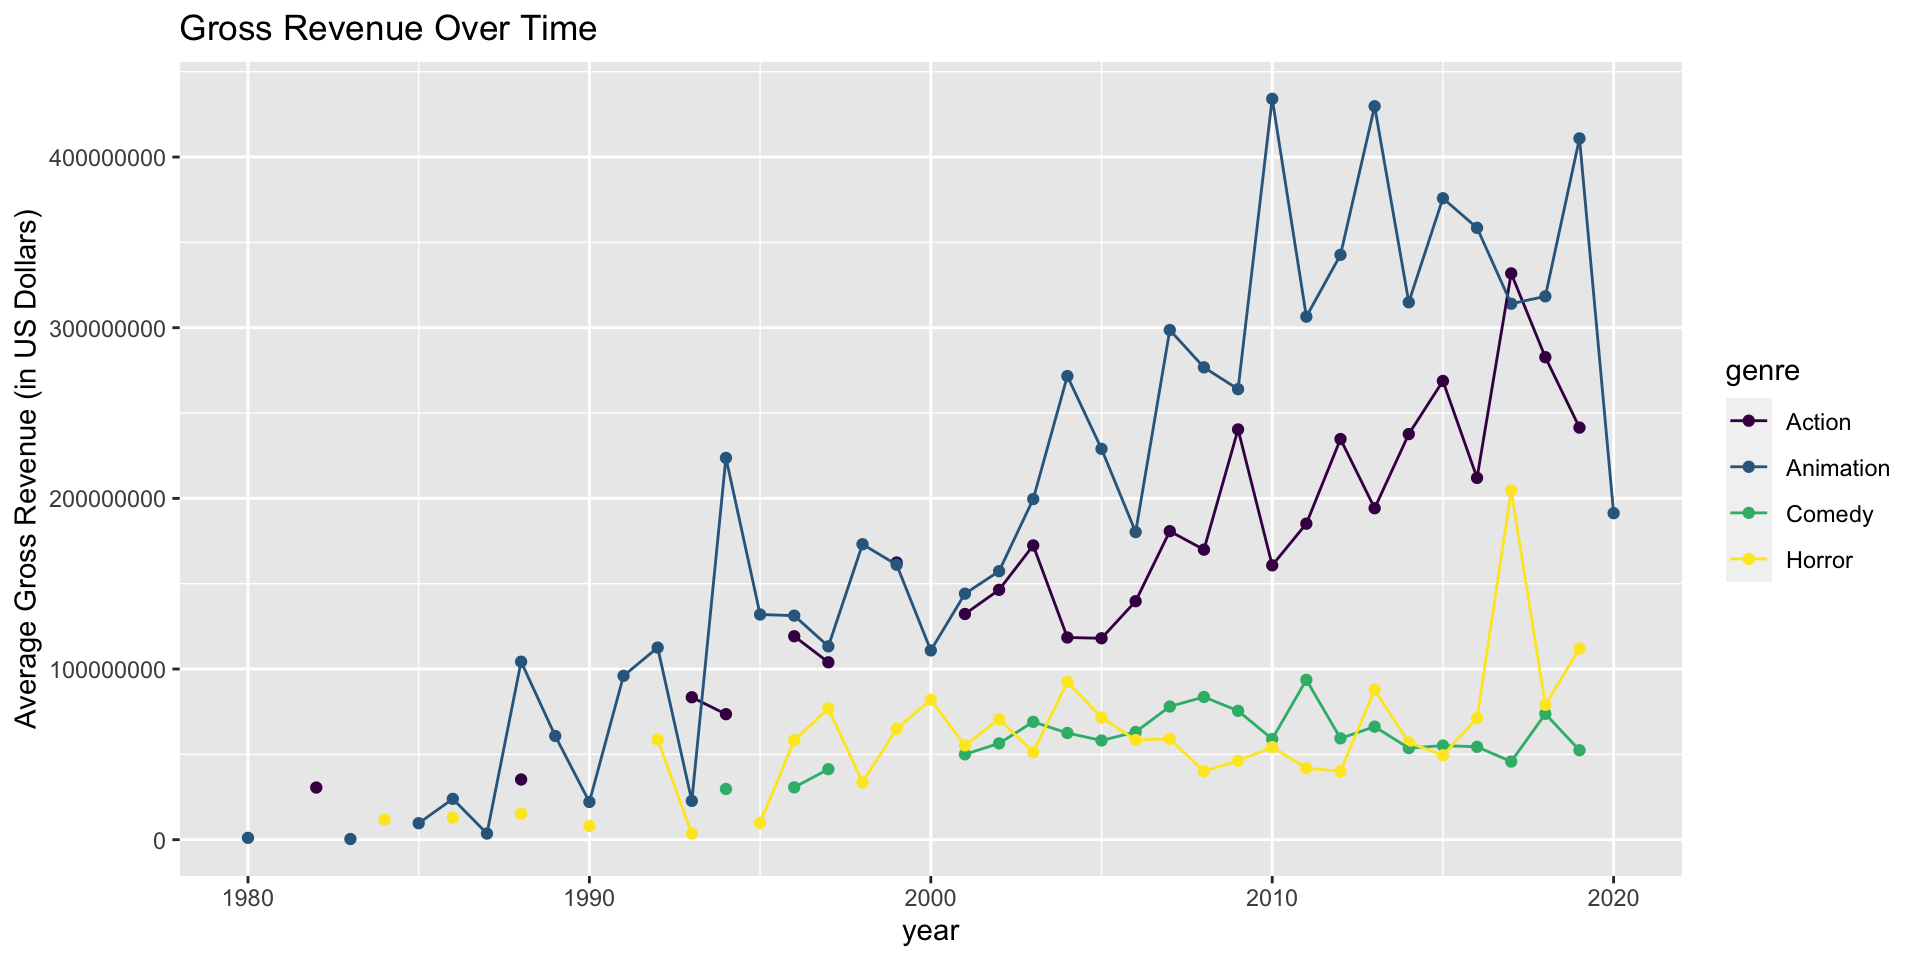 Gross Revenue Over Time
Average Gross Revenue (in US Dollars)
400000000
300000000
200000000
100000000
0
1980
1990
2000
2010
2020
year
genre
Action
Animation
Comedy
Horror